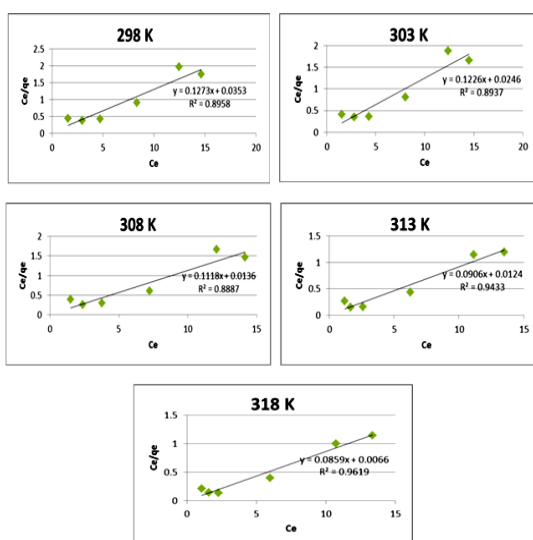 298 K
Ce/qe
2.5
2
1.5
1
0.5
0
y = 0.1273x + 0.0353
R² = 0.8958
0 5 10 15 20
Ce
303 K
Ce/qe
2
1.5
1
0.5
0
y = 0.1226x + 0.0246
R² = 0.8937
0 5 10 15 20
Ce
308 K
Ce/qe
2
1.5
1
0.5
0
y = 0.1118x + 0.0136
R² = 0.8887
0 5 10 15
Ce
313 K
Ce/qe
1.5
1
0.5
0
y = 0.0906x + 0.0124
R² = 0.9433
0 5 10 15
Ce
318 K
Ce/qe
1.5
1
0.5
0
y = 0.0859x + 0.0066
R² = 0.9619
0 5 10 15
Ce